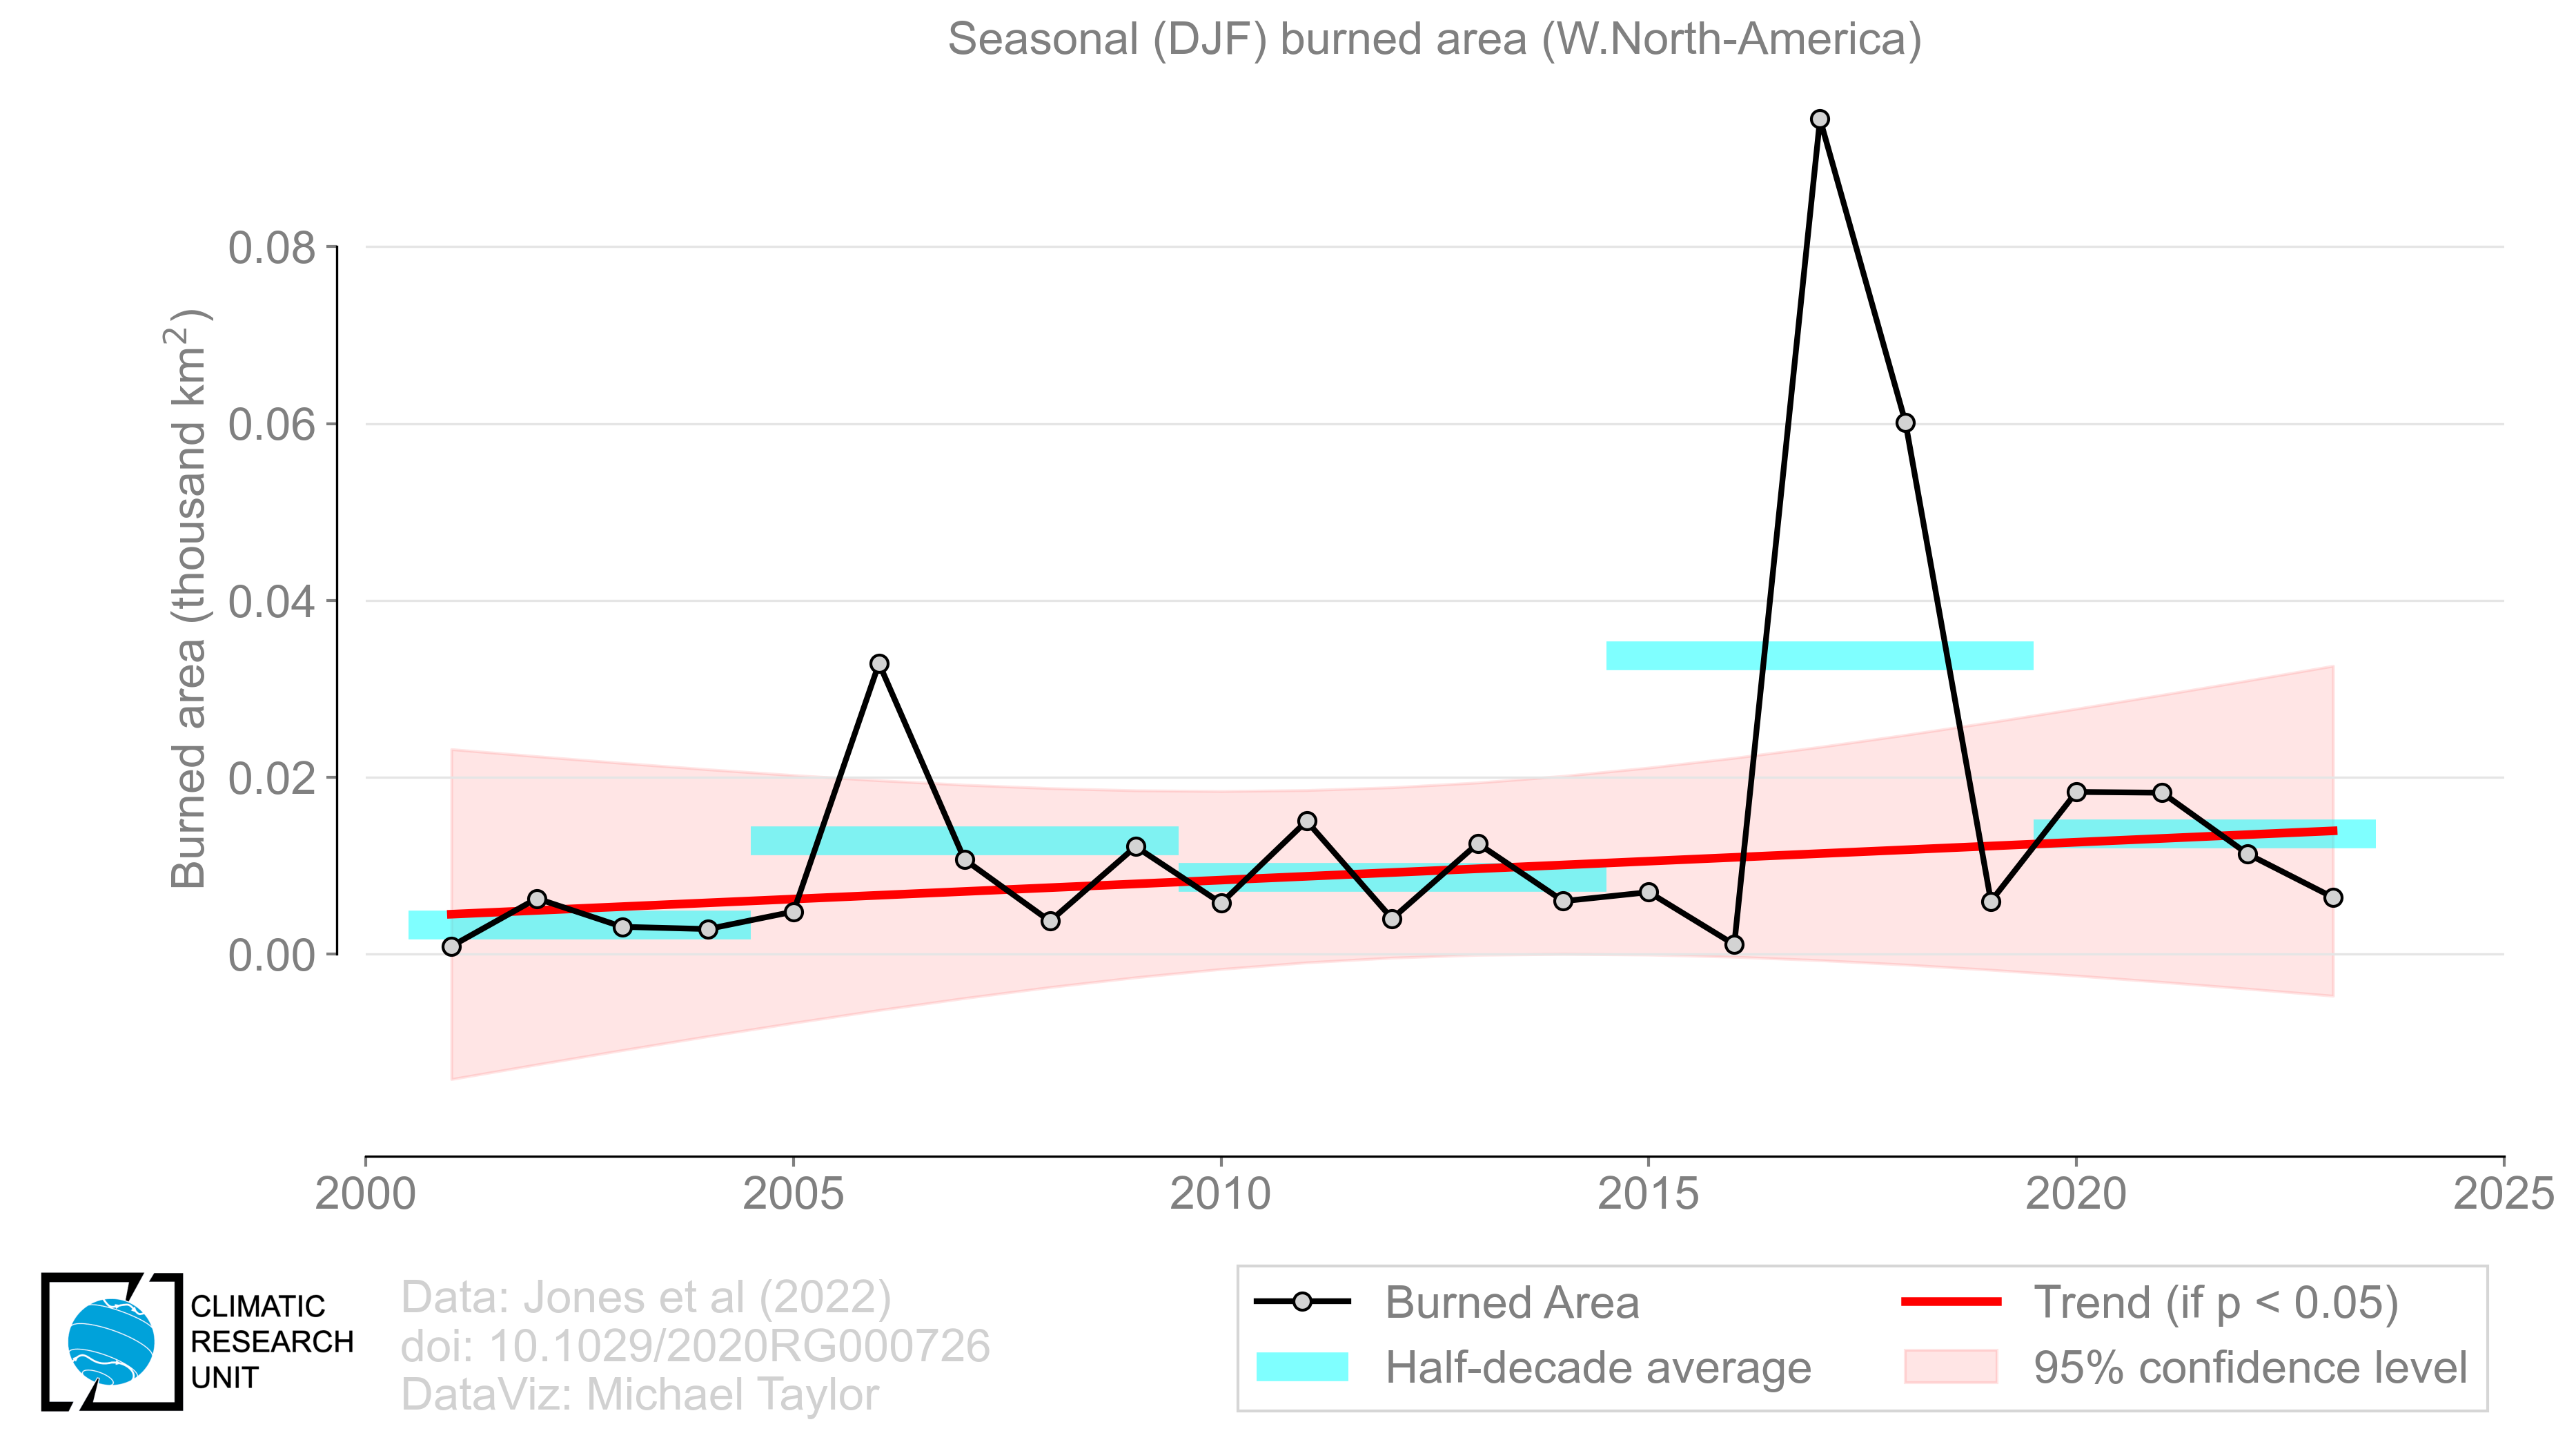 Seasonal (DJF) burned area (W.North-America)
Burned area (thousand km²)
0.08
0.06
0.04
0.02
0.00
2000 2005 2010 2015 2020 2025
CLIMATIC
RESEARCH
UNIT
Data: Jones et al (2022)
doi: 10.1029/2020RG000726
DataViz: Michael Taylor
Burned Area
Half-decade average
Trend (if p < 0.05)
95% confidence level